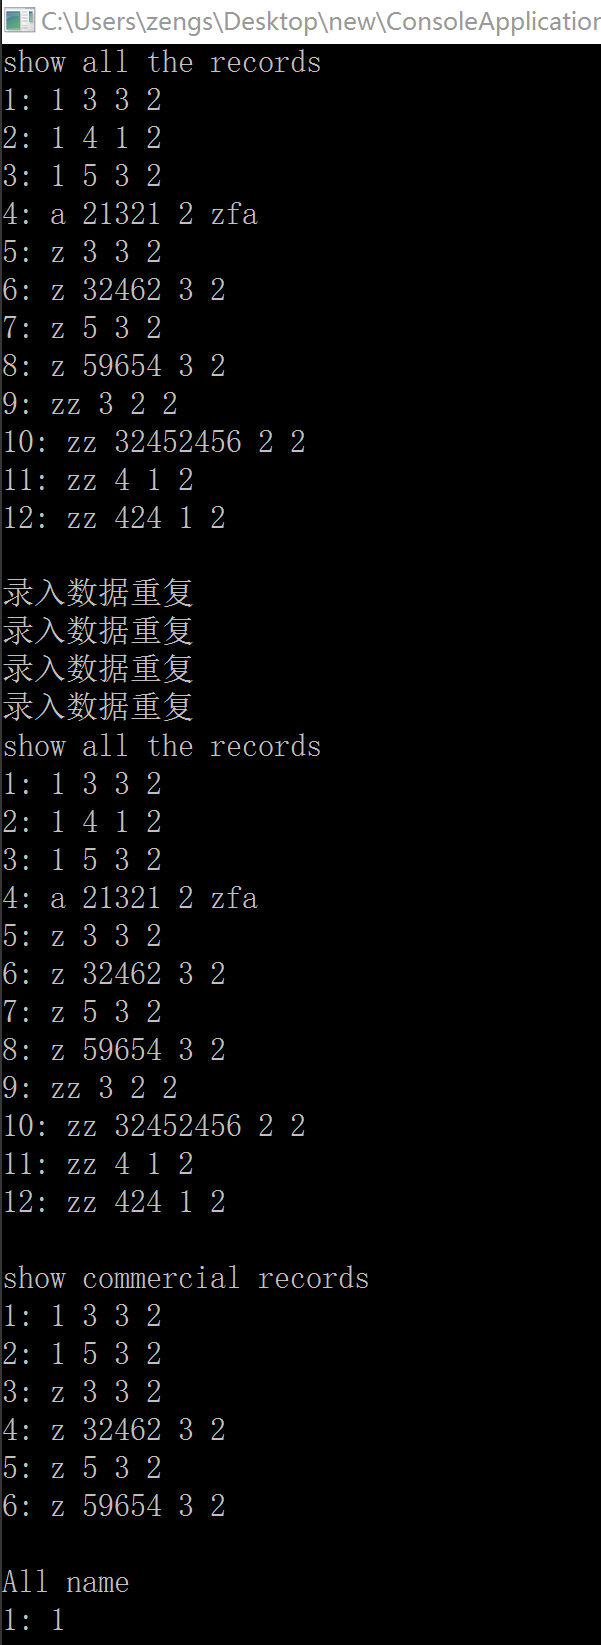 C:\Users\zengs\Desktop\new\ConsoleApplication
show all the records
1: 1 3 3 2
2: 1 4 1 2
3: 1 5 3 2
4: a 21321 2 zfa
5: z 3 3 2
6: z 32462 3 2
7: z 5 3 2
8: z 59654 3 2
9: zz 3 2 2
10: zz 32452456 2 2
11: zz 4 1 2
12: zz 424 1 2
录入数据重复
录入数据重复
录入数据重复
录入数据重复
show all the records
1: 1 3 3 2
2: 1 4 1 2
3: 1 5 3 2
4: a 21321 2 zfa
5: z 3 3 2
6: z 32462 3 2
7: z 5 3 2
8: z 59654 3 2
9: zz 3 2 2
10: zz 32452456 2 2
11: zz 4 1 2
12: zz 424 1 2
show commercial records
1: 1 3 3 2
2: 1 5 3 2
3: z 3 3 2
4: z 32462 3 2
5: z 5 3 2
6: z 59654 3 2
All name
1: 1